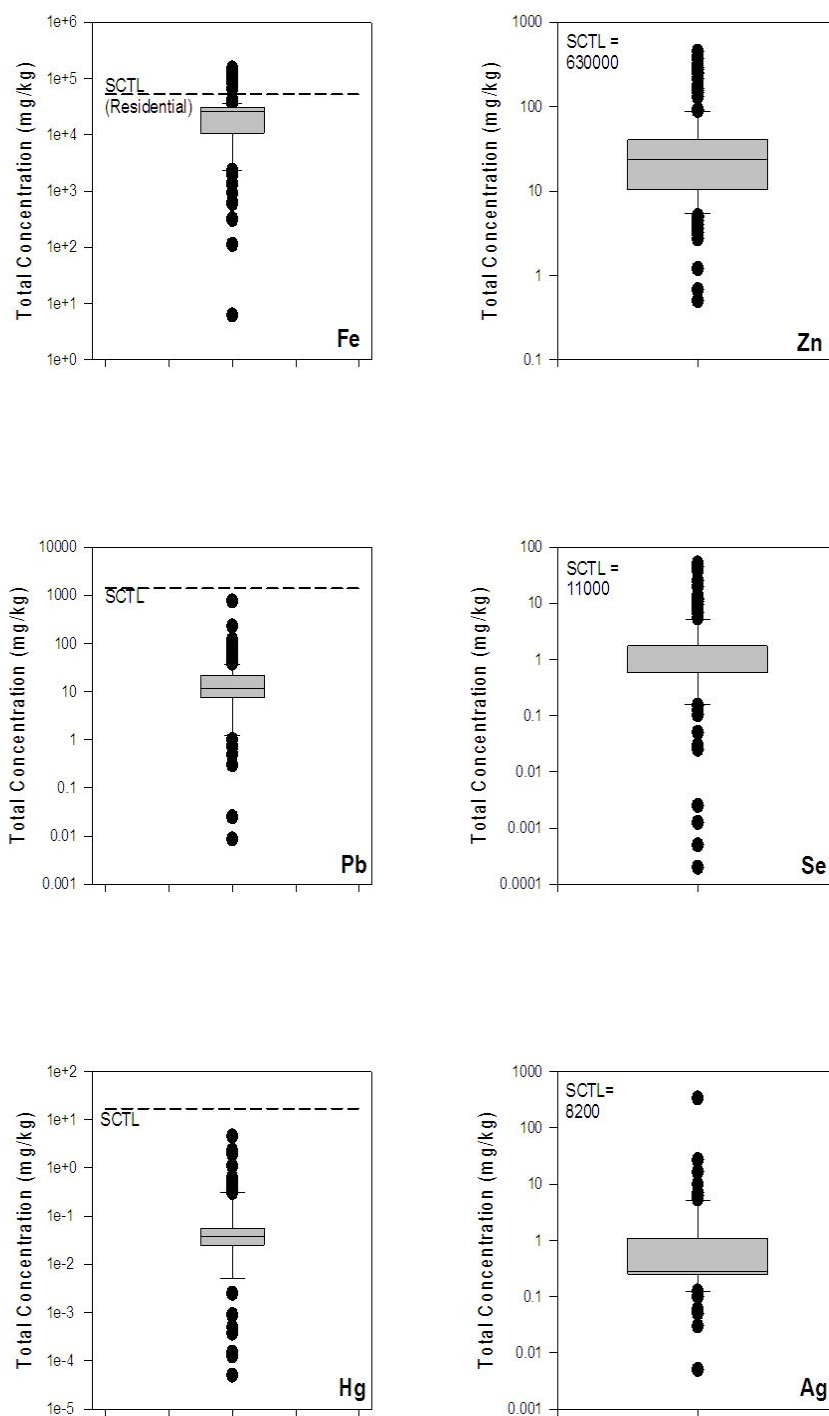 Total Concentration (mg/kg)
1e+6
1e+5
1e+4
1e+3
1e+2
1e+1
1e+0
SCTL
(Residential)
Fe
Total Concentration (mg/kg)
1000
100
10
1
0.1
SCTL =
630000
Zn
Total Concentration (mg/kg)
10000
1000
100
10
1
0.1
0.01
0.001
SCTL
Pb
Total Concentration (mg/kg)
100
10
1
0.1
0.01
0.001
0.0001
SCTL =
11000
Se
Total Concentration (mg/kg)
1e+2
1e+1
1e+0
1e-1
1e-2
1e-3
1e-4
1e-5
SCTL
Hg
Total Concentration (mg/kg)
1000
100
10
1
0.1
0.01
0.001
SCTL=
8200
Ag